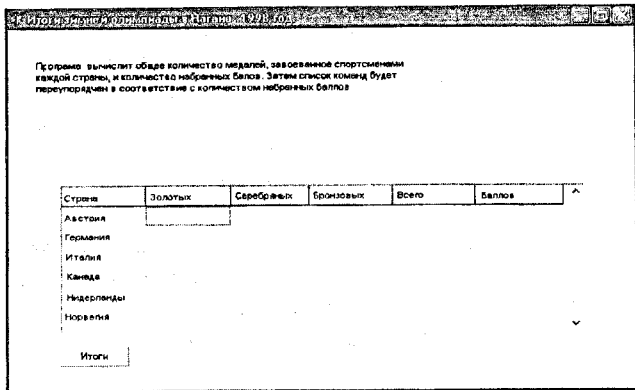 Итоги зимней олимпиады в Нагано, 1998 год
Програма вычислит общее количество медалей, завоеванное спортсменами
каждой страны, и количество набранных балов. Затем список команд будет
переупорядчен в соответствие с количеством набранных баллов
Страна Золотых Серебряных Бронзовых Всего Баллов
Австрия
Германия
Италия
Канада
Нидерланды
Норвегия
Итоги